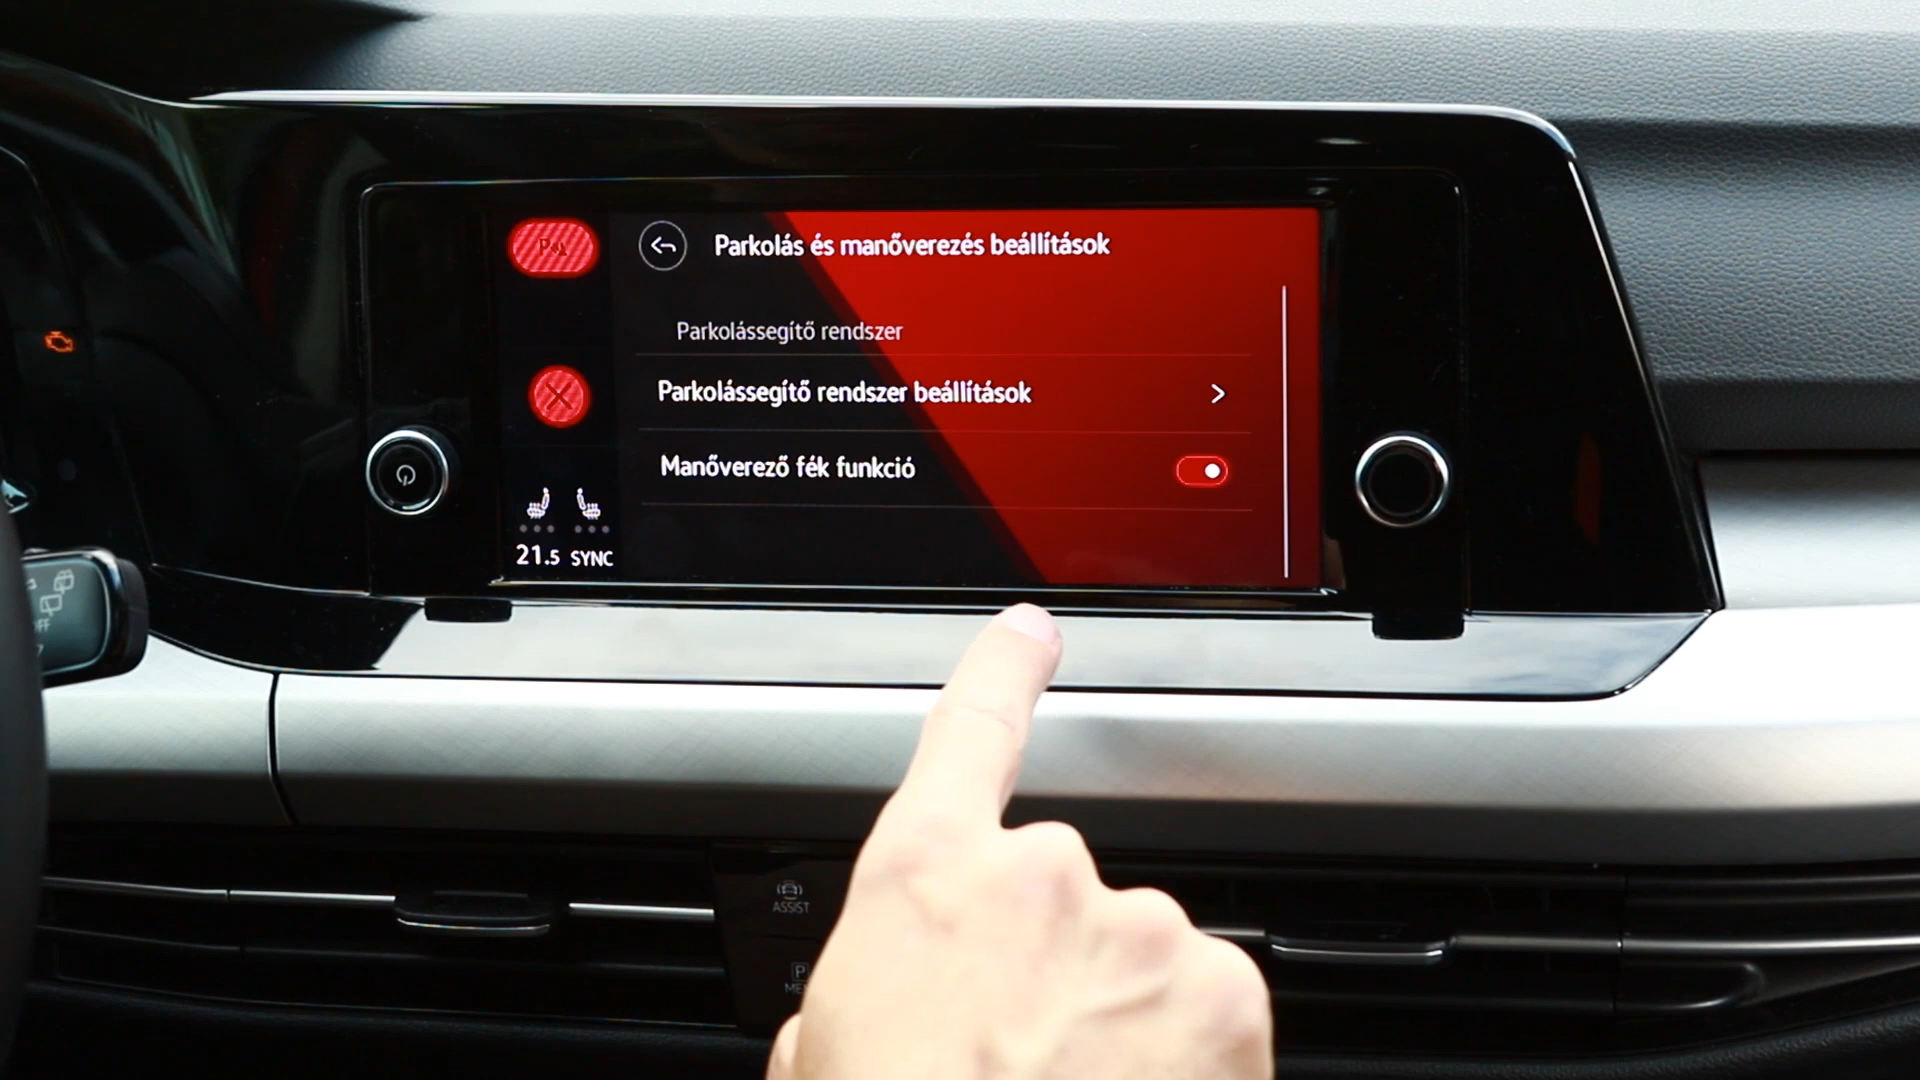 Parkolás és manőverezés beállítások
Parkolássegítő rendszer
Parkolássegítő rendszer beállítások
Manőverező fék funkció
21.5 SYNC
ASSIST
P